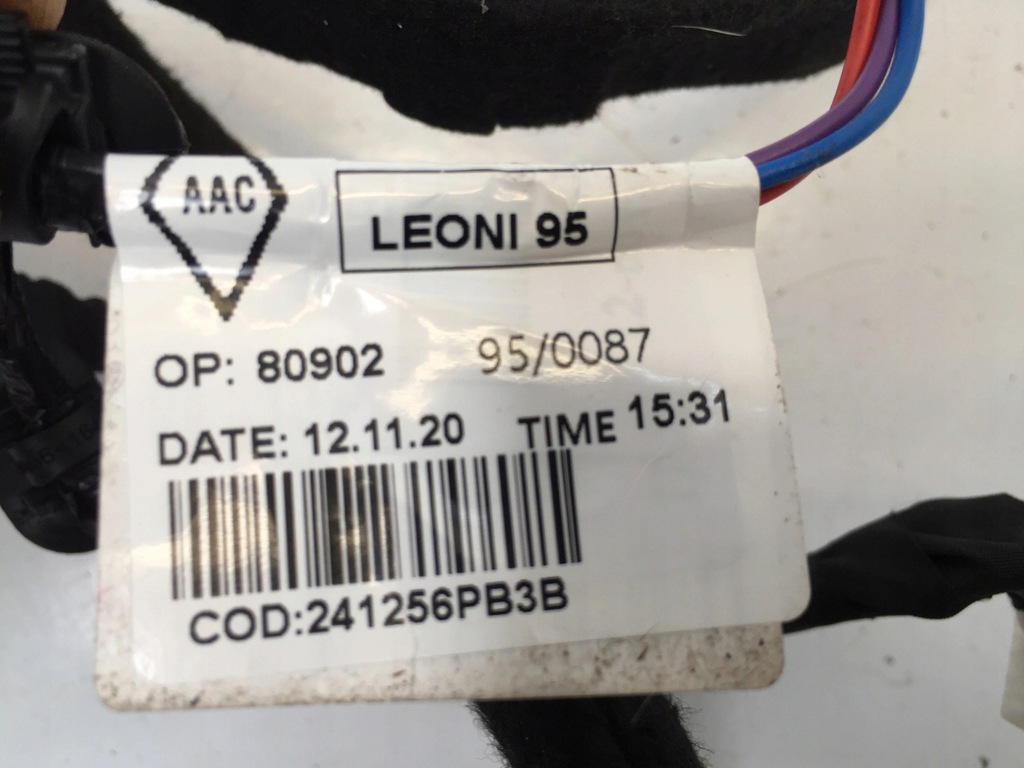 AAC
LEONI 95
OP: 80902 95/0087
DATE: 12.11.20 TIME 15:31
COD:241256PB3B